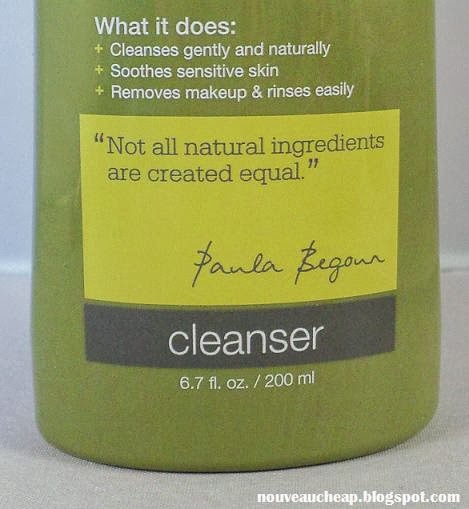 What it does:
+ Cleanses gently and naturally
+ Soothes sensitive skin
+ Removes makeup & rinses easily
“Not all natural ingredients
are created equal.”
Paula Begoun
cleanser
6.7 fl. oz. / 200 ml
nouveaucheap.blogspot.com